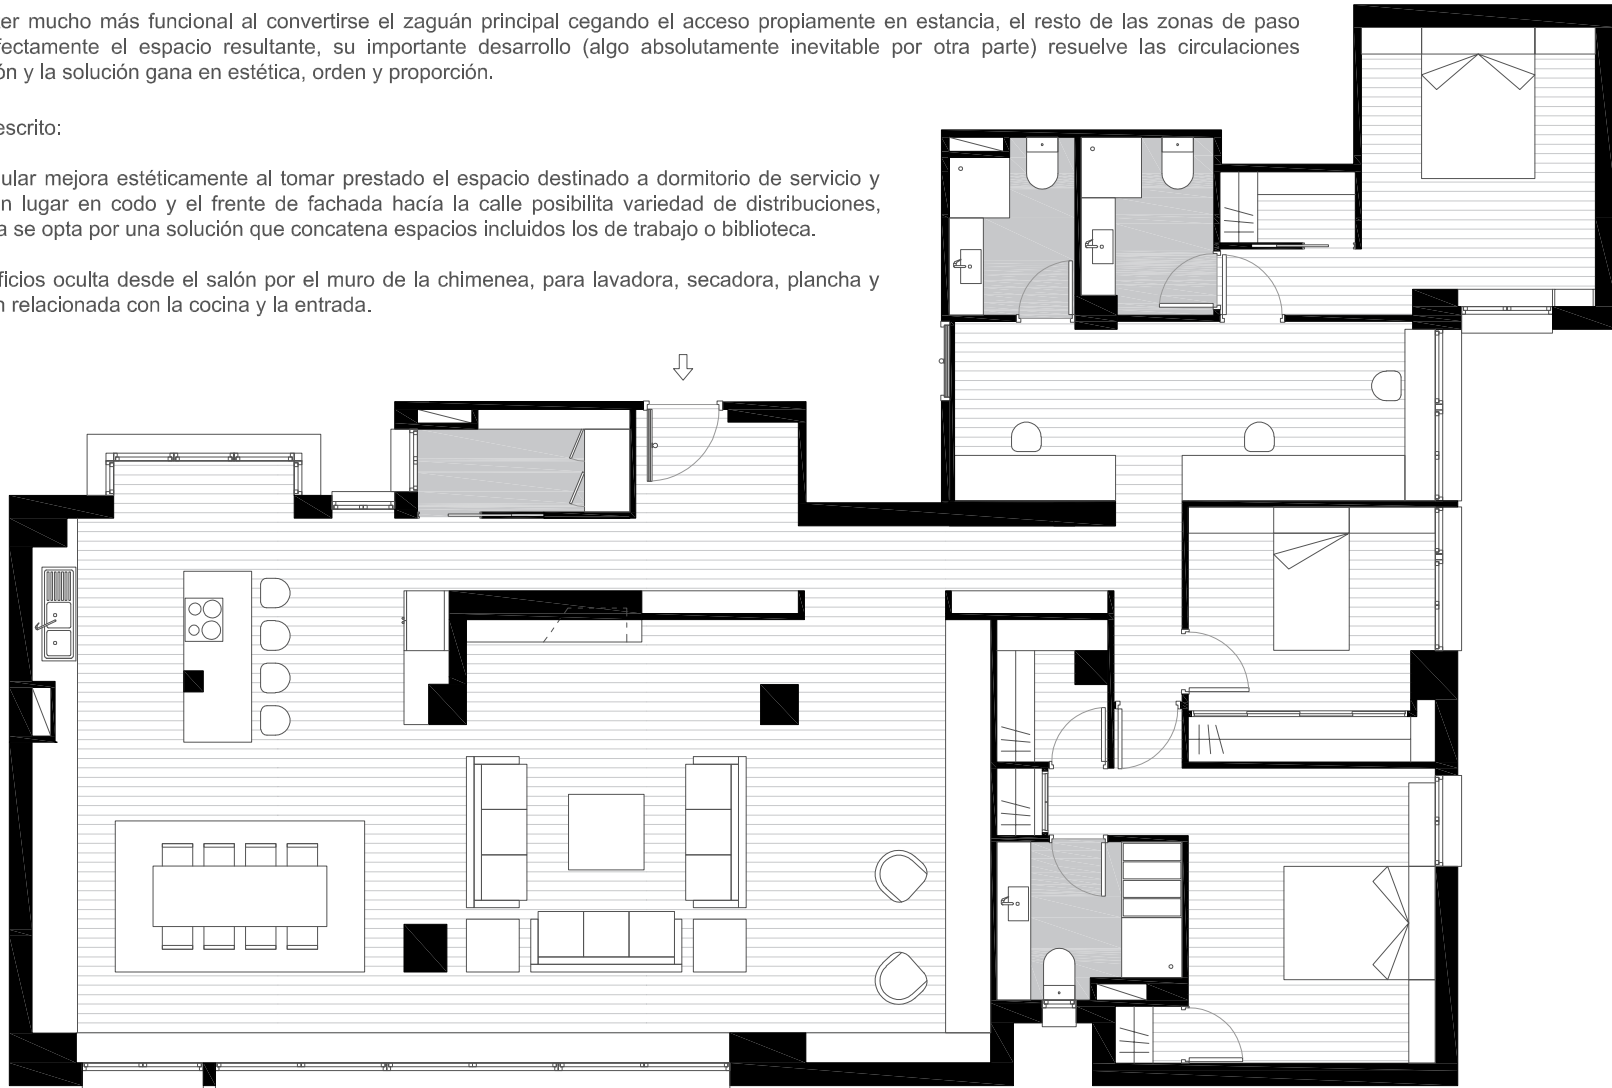 er mucho más funcional al convertirse el zaguán principal cegando el acceso propiamente en estancia, el resto de las zonas de paso
fectamente el espacio resultante, su importante desarrollo (algo absolutamente inevitable por otra parte) resuelve las circulaciones
ón y la solución gana en estética, orden y proporción.
escrito:
ular mejora estéticamente al tomar prestado el espacio destinado a dormitorio de servicio y
n lugar en codo y el frente de fachada hacía la calle posibilita variedad de distribuciones,
a se opta por una solución que concatena espacios incluidos los de trabajo o biblioteca.
ficios oculta desde el salón por el muro de la chimenea, para lavadora, secadora, plancha y
n relacionada con la cocina y la entrada.